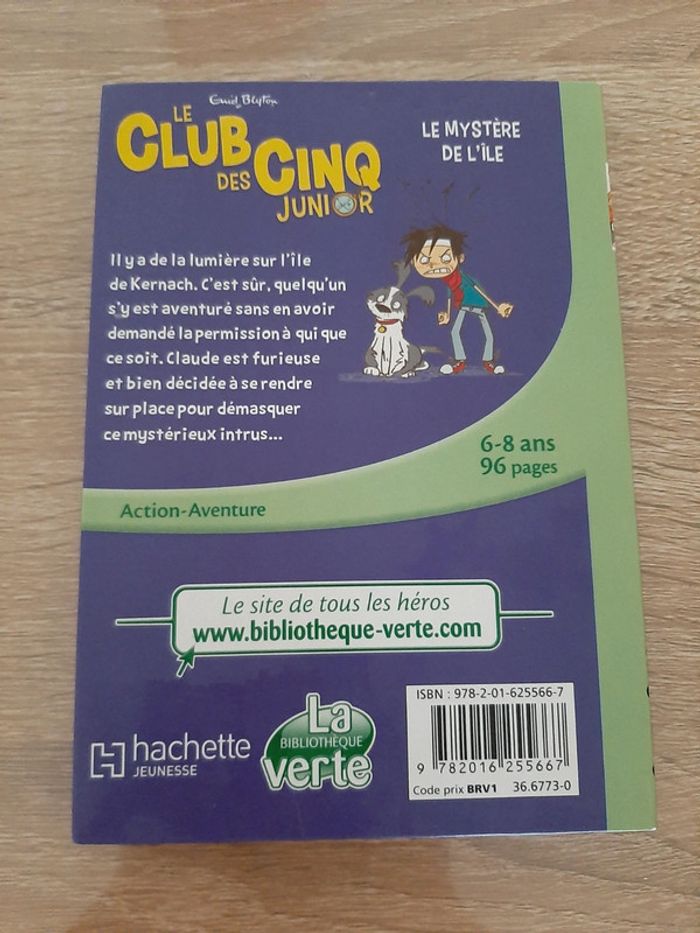 Enid Blyton
LE
CLUB
DES CINQ
JUNIOR
LE MYSTÈRE
DE L'ÎLE
Il y a de la lumière sur l'île
de Kernach. C'est sûr, quelqu'un
s'y est aventuré sans en avoir
demandé la permission à qui que
ce soit. Claude est furieuse
et bien décidée à se rendre
sur place pour démasquer
ce mystérieux intrus...
6-8 ans
96 pages
Action-Aventure
Le site de tous les héros
www.bibliotheque-verte.com
hachette
JEUNESSE
La
BIBLIOTHÈQUE
verte
ISBN : 978-2-01-625566-7
9 782016 255667
Code prix BRV1 36.6773-0